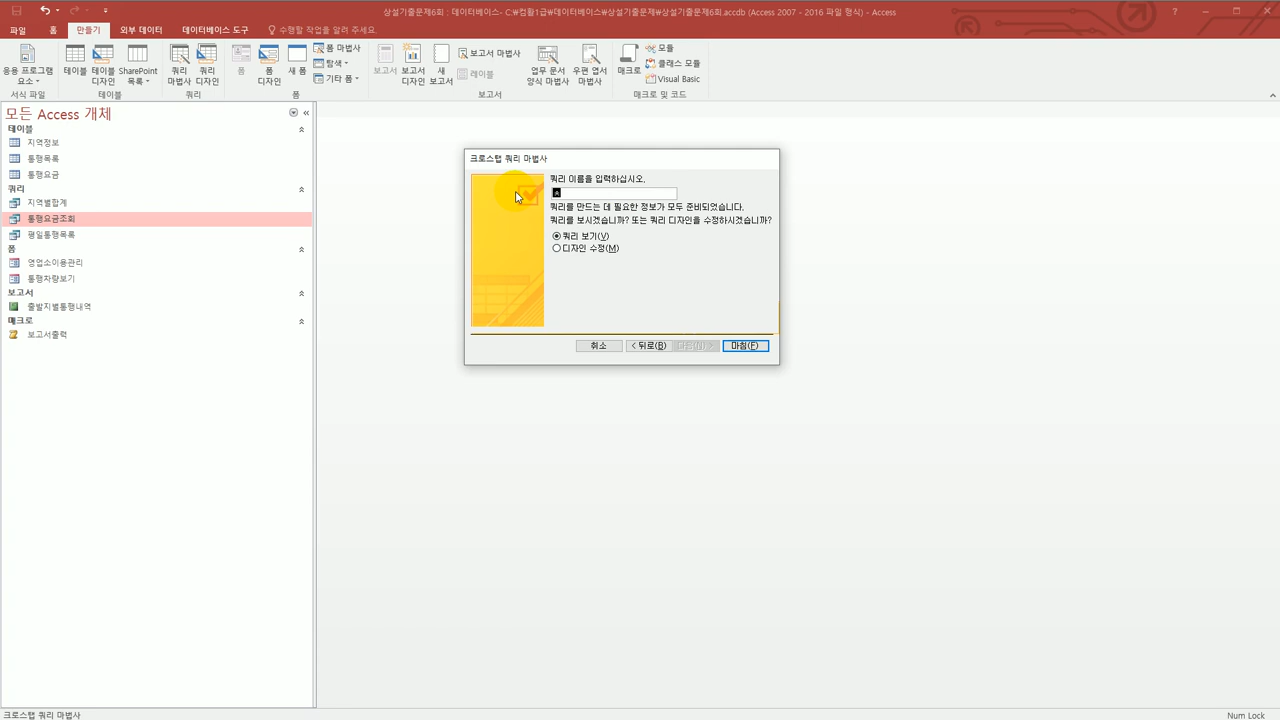 상설기출문제6회 : 데이터베이스- C:₩컴활1급₩데이터베이스₩상설기출문제₩상설기출문제6회.accdb (Access 2007 - 2016 파일 형식) - Access
파일 홈 만들기 외부 데이터 데이터베이스 도구 수행할 작업을 알려 주세요.
응용 프로그램 요소
테이블
테이블 디자인
SharePoint 목록
쿼리 마법사
쿼리 디자인
폼
폼 디자인
새 폼
폼 마법사
탐색
기타 폼
보고서
보고서 디자인
새 보고서
보고서 마법사
레이블
업무 문서 양식 마법사
우편 엽서 마법사
매크로
모듈
클래스 모듈
Visual Basic
서식 파일 테이블 쿼리 폼 보고서 매크로 및 코드
모든 Access 개체
테이블
지역정보
통행목록
통행요금
쿼리
지역별합계
통행요금조회
평일통행목록
폼
영업소이용관리
통행차량보기
보고서
출발지별통행내역
매크로
보고서출력
크로스탭 쿼리 마법사
쿼리 이름을 입력하십시오.
쿼리를 만드는 데 필요한 정보가 모두 준비되었습니다.
쿼리를 보시겠습니까? 또는 쿼리 디자인을 수정하시겠습니까?
쿼리 보기(V)
디자인 수정(M)
취소 < 뒤로(B) 다음(N) > 마침(F)
크로스탭 쿼리 마법사
Num Lock